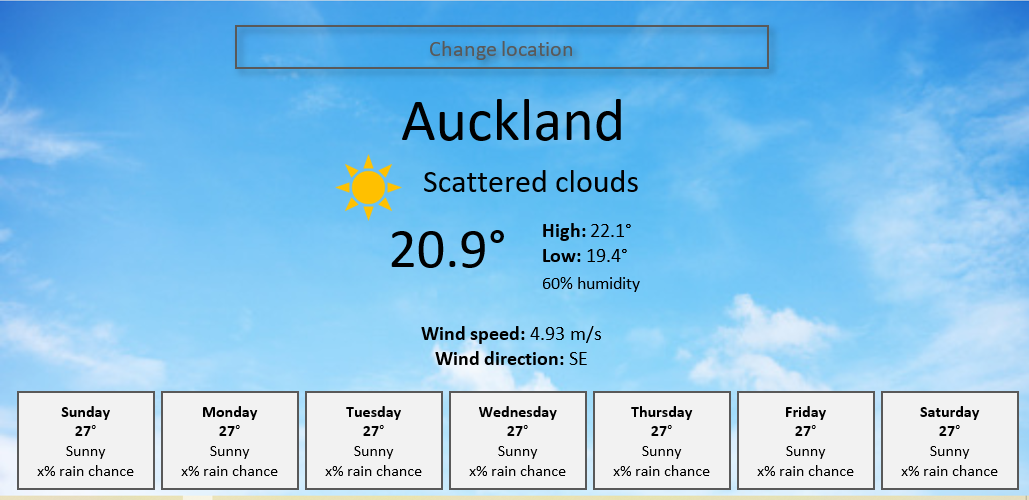 Change location
Auckland
Scattered clouds
20.9°
High: 22.1°
Low: 19.4°
60% humidity
Wind speed: 4.93 m/s
Wind direction: SE
Sunday
27°
Sunny
x% rain chance
Monday
27°
Sunny
x% rain chance
Tuesday
27°
Sunny
x% rain chance
Wednesday
27°
Sunny
x% rain chance
Thursday
27°
Sunny
x% rain chance
Friday
27°
Sunny
x% rain chance
Saturday
27°
Sunny
x% rain chance